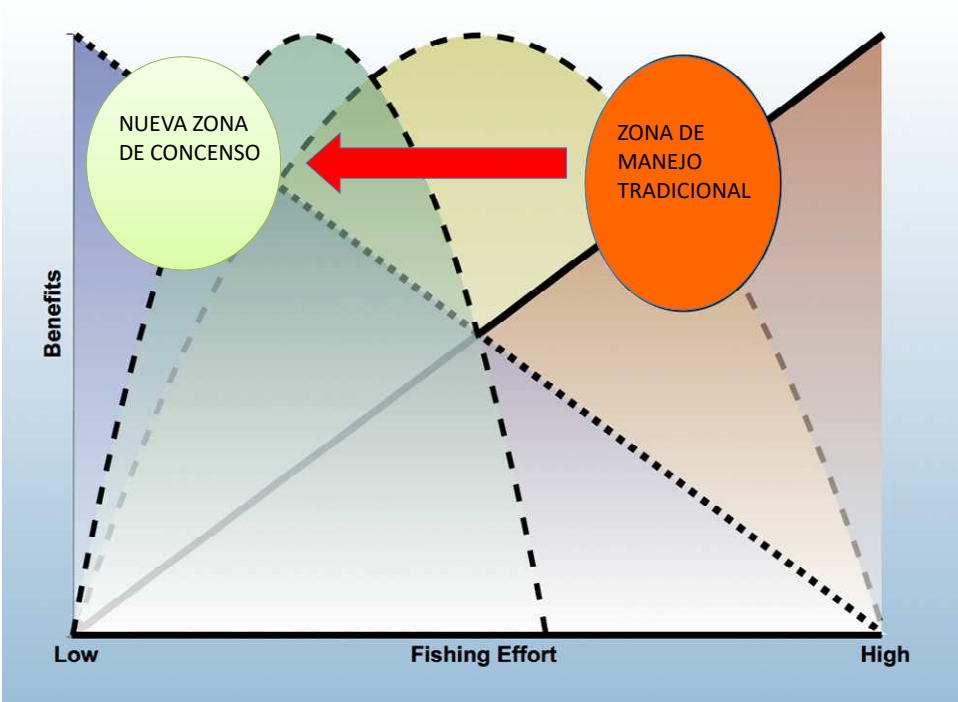 NUEVA ZONA
DE CONCENSO
ZONA DE
MANEJO
TRADICIONAL
Benefits
Low
Fishing Effort
High